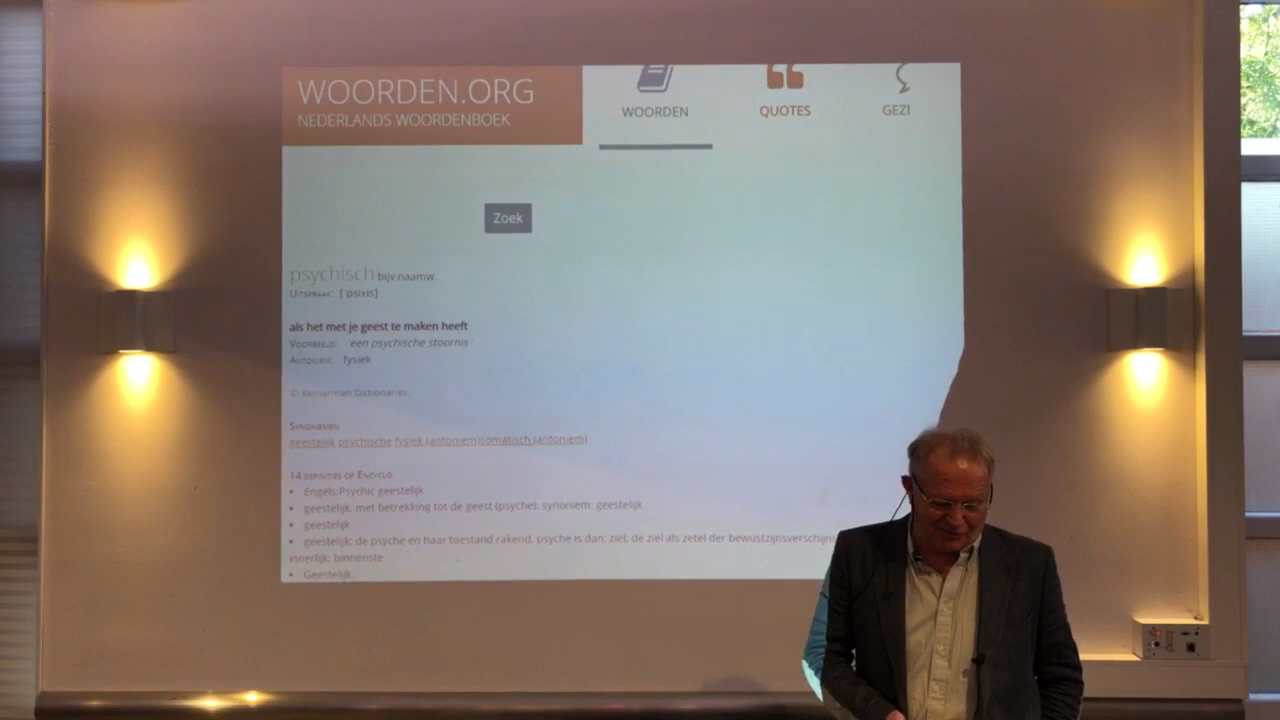 WOORDEN.ORG
NEDERLANDS WOORDENBOEK
WOORDEN
QUOTES
GEZI
Zoek
psychisch bijv.naamw.
Uitspraak: [ˈpsixis]
als het met je geest te maken heeft
Voorbeeld: `een psychische stoornis`
Antoniem: fysiek
© Kernerman Dictionaries.
Synoniemen
geestelijk psychische fysiek (antoniem)somatisch (antoniem)
14 definities op Encyclo
• Engels:Psychic geestelijk
• geestelijk, met betrekking tot de geest (psyche), synoniem: geestelijk
• geestelijk
• geestelijk; de psyche en haar toestand rakend, psyche is dan: ziel; de ziel als zetel der bewustzijnsverschijns
innerlijk; binnenste
• Geestelijk.